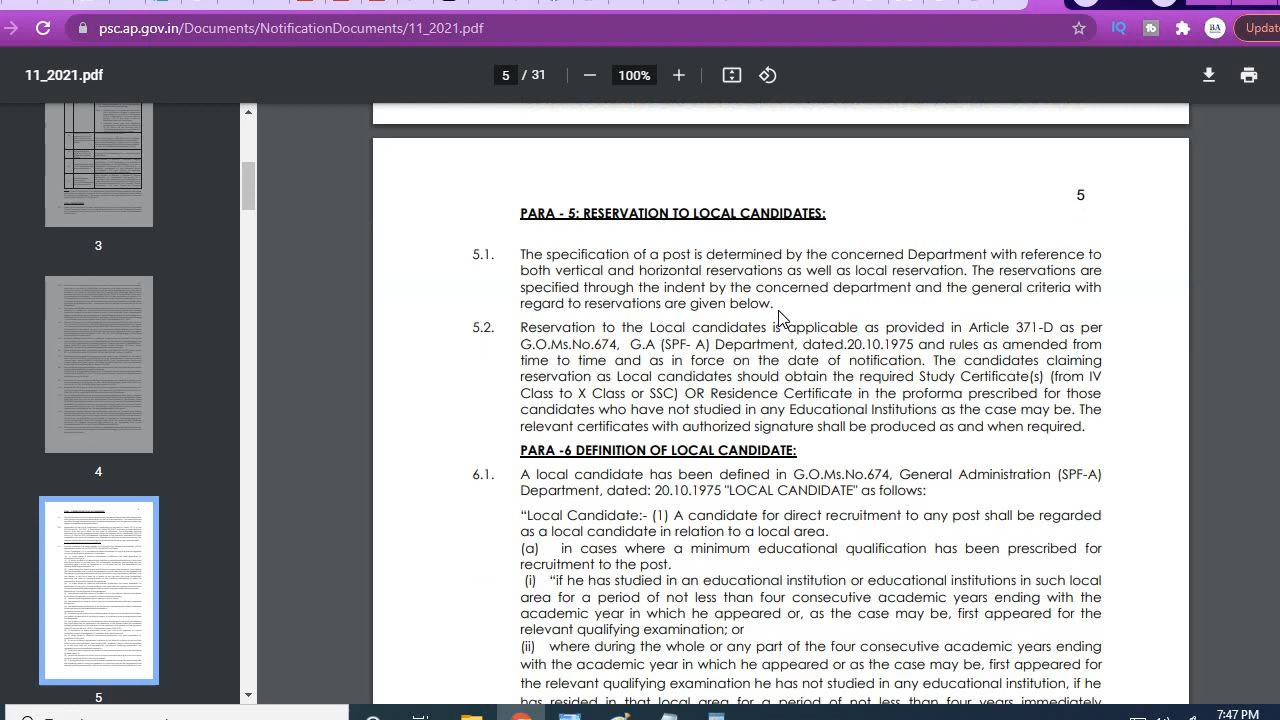 psc.ap.gov.in/Documents/NotificationDocuments/11_2021.pdf
IQ
BA
11_2021.pdf
5 / 31
100%
3
4
5
5
PARA - 5: RESERVATION TO LOCAL CANDIDATES:
5.1. The specification of a post is determined by the concerned Department with reference to
both vertical and horizontal reservations as well as local reservation. The reservations are
specified through the indent by the concerned department and the general criteria with
regard to reservations are given below.
5.2. Reservation to the Local candidates is applicable as provided in Article 371-D as per
G.O.Ms.No.674, G.A (SPF- A) Department, dated.20.10.1975 and rules as amended from
time to time and as in force on the date of notification. The candidates claiming
reservation as Local candidates should obtain the required Study Certificate(s) (from IV
Class to X Class or SSC) OR Residence Certificate in the proforma prescribed for those
candidates who have not studied in any Educational Institutions as the case may be. The
relevant certificates with authorized signature shall be produced as and when required.
PARA -6 DEFINITION OF LOCAL CANDIDATE:
6.1. A local candidate has been defined in G.O.Ms.No.674, General Administration (SPF-A)
Department, dated: 20.10.1975 "LOCAL CANDIDATE" as follows:
“Local Candidate:- (1) A candidate for direct recruitment to any post shall be regarded
as a local candidate in relation to a local area.
(a) in cases where a minimum educational qualification has been prescribed for
recruitment to the post.
if he has studied in an educational institution or educational institutions in such local
area for a period of not less than four consecutive academic years ending with the
academic year in which he appeared or as the case may be, first appeared for the
relevant qualifying examination; or
(ii) where during the whole or any part of the four consecutive academic years ending
with the academic year in which he appeared or as the case may be, first appeared for
the relevant qualifying examination he has not studied in any educational institution, if he
has resided in that local area for a period of not less than four years immediately
7:47 PM